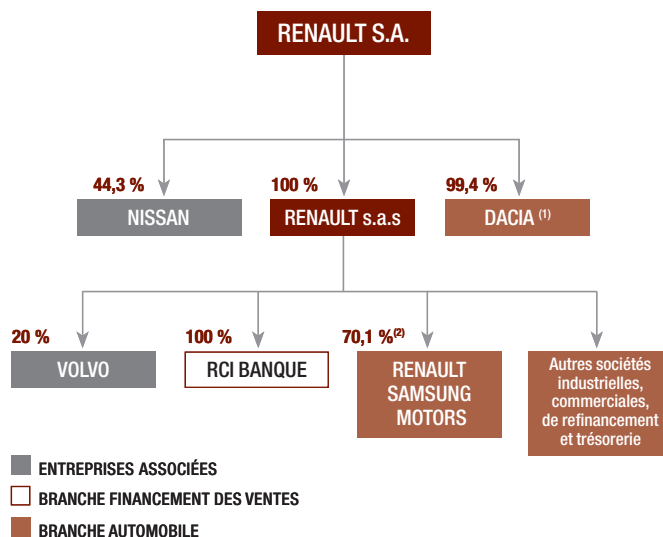 RENAULT S.A.
44,3 %
100 %
99,4 %
NISSAN
RENAULT s.a.s
DACIA (1)
20 %
100 %
70,1 %(2)
VOLVO
RCI BANQUE
RENAULT
SAMSUNG
MOTORS
Autres sociétés
industrielles,
commerciales,
de refinancement
et trésorerie
ENTREPRISES ASSOCIÉES
BRANCHE FINANCEMENT DES VENTES
BRANCHE AUTOMOBILE